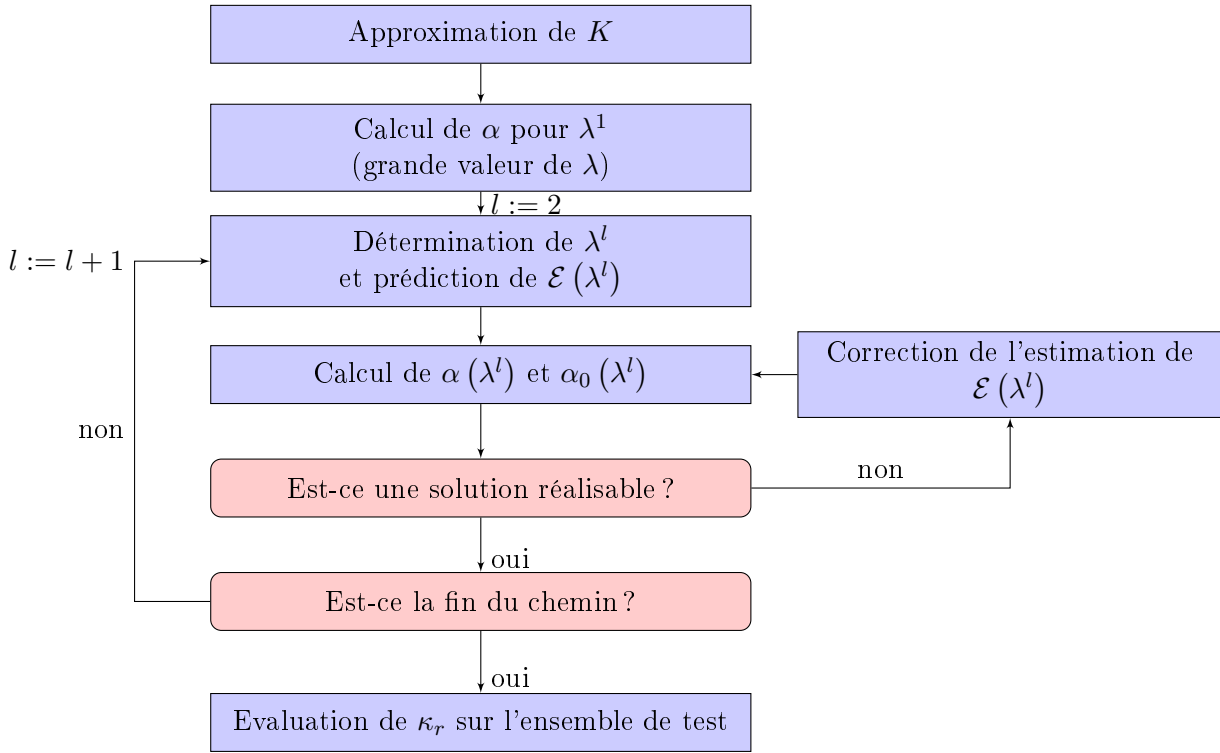 Approximation de K
Calcul de α pour λ¹
(grande valeur de λ)
l := 2
Détermination de λˡ
et prédiction de ℰ (λˡ)
l := l + 1
Calcul de α (λˡ) et α₀ (λˡ)
Correction de l'estimation de
ℰ (λˡ)
non
Est-ce une solution réalisable ?
non
oui
Est-ce la fin du chemin ?
oui
Evaluation de κᵣ sur l'ensemble de test